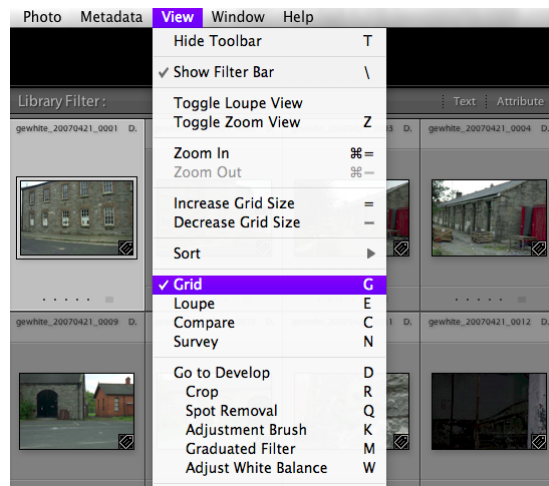 Photo Metadata View Window Help
Hide Toolbar T
✓ Show Filter Bar \
Toggle Loupe View
Toggle Zoom View Z
Zoom In ⌘=
Zoom Out ⌘−
Increase Grid Size =
Decrease Grid Size −
Sort ▶
✓ Grid G
Loupe E
Compare C
Survey N
Go to Develop D
Crop R
Spot Removal Q
Adjustment Brush K
Graduated Filter M
Adjust White Balance W
Library Filter : Text Attribute
gewhite_20070421_0001 D. D. gewhite_20070421_0004 D.
gewhite_20070421_0009 D. D. gewhite_20070421_0012 D.